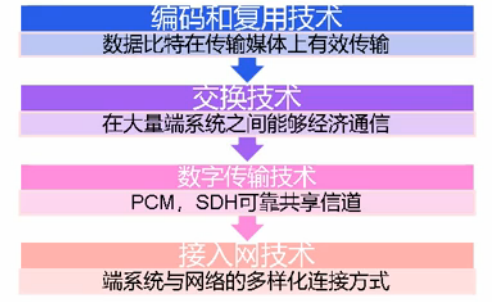 编码和复用技术
数据比特在传输媒体上有效传输
交换技术
在大量端系统之间能够经济通信
数字传输技术
PCM，SDH可靠共享信道
接入网技术
端系统与网络的多样化连接方式